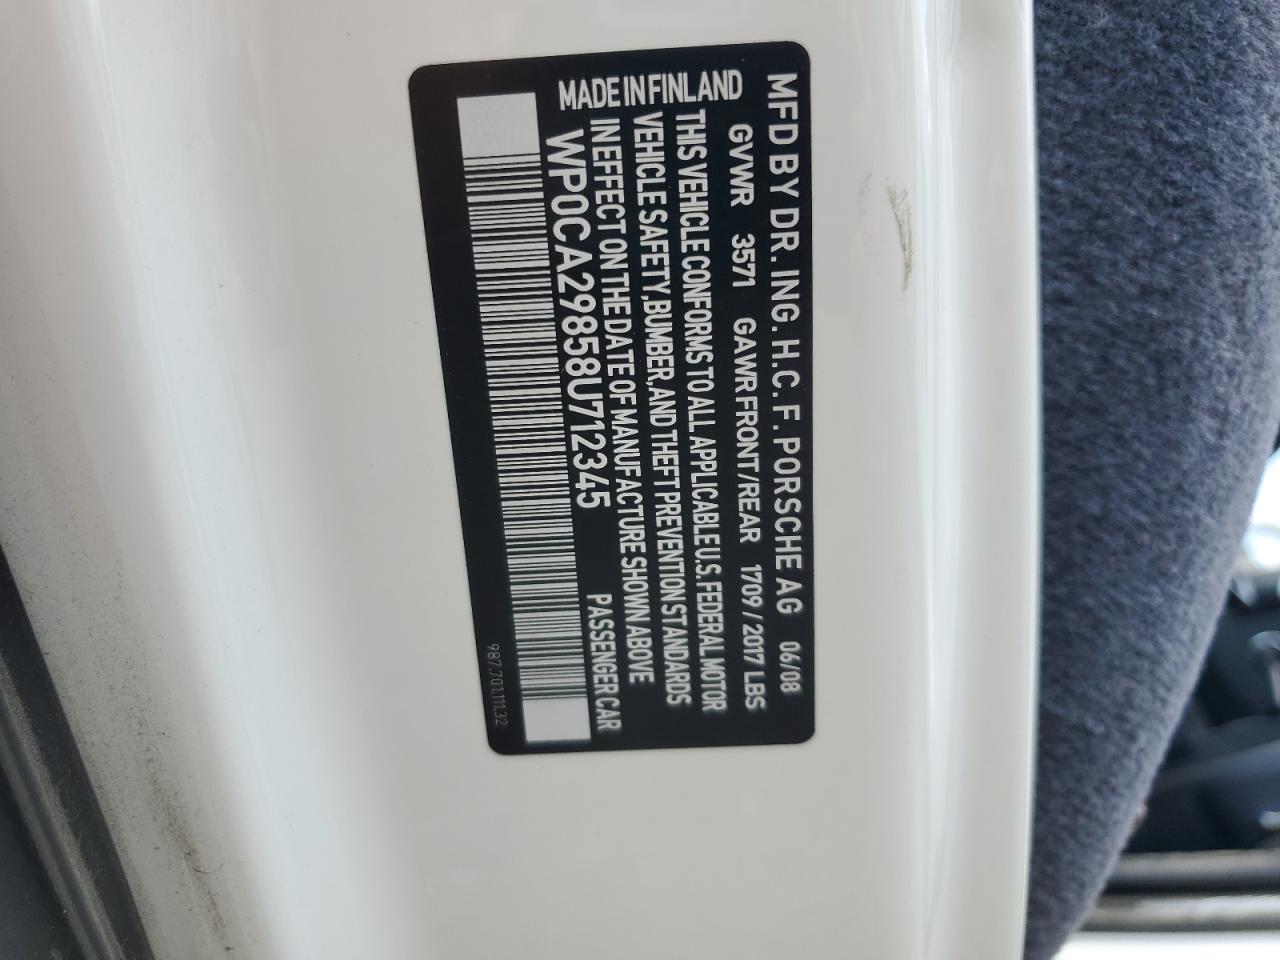 MFD BY DR. ING. H.C. F. PORSCHE AG 06/08
GVWR 3571 GAWR FRONT/REAR 1709 / 2017 LBS
THIS VEHICLE CONFORMS TO ALL APPLICABLE U.S. FEDERAL MOTOR
VEHICLE SAFETY, BUMBER, AND THEFT PREVENTION STANDARDS
IN EFFECT ON THE DATE OF MANUFACTURE SHOWN ABOVE
MADE IN FINLAND
WP0CA29858U712345 PASSENGER CAR
987.701.111.32